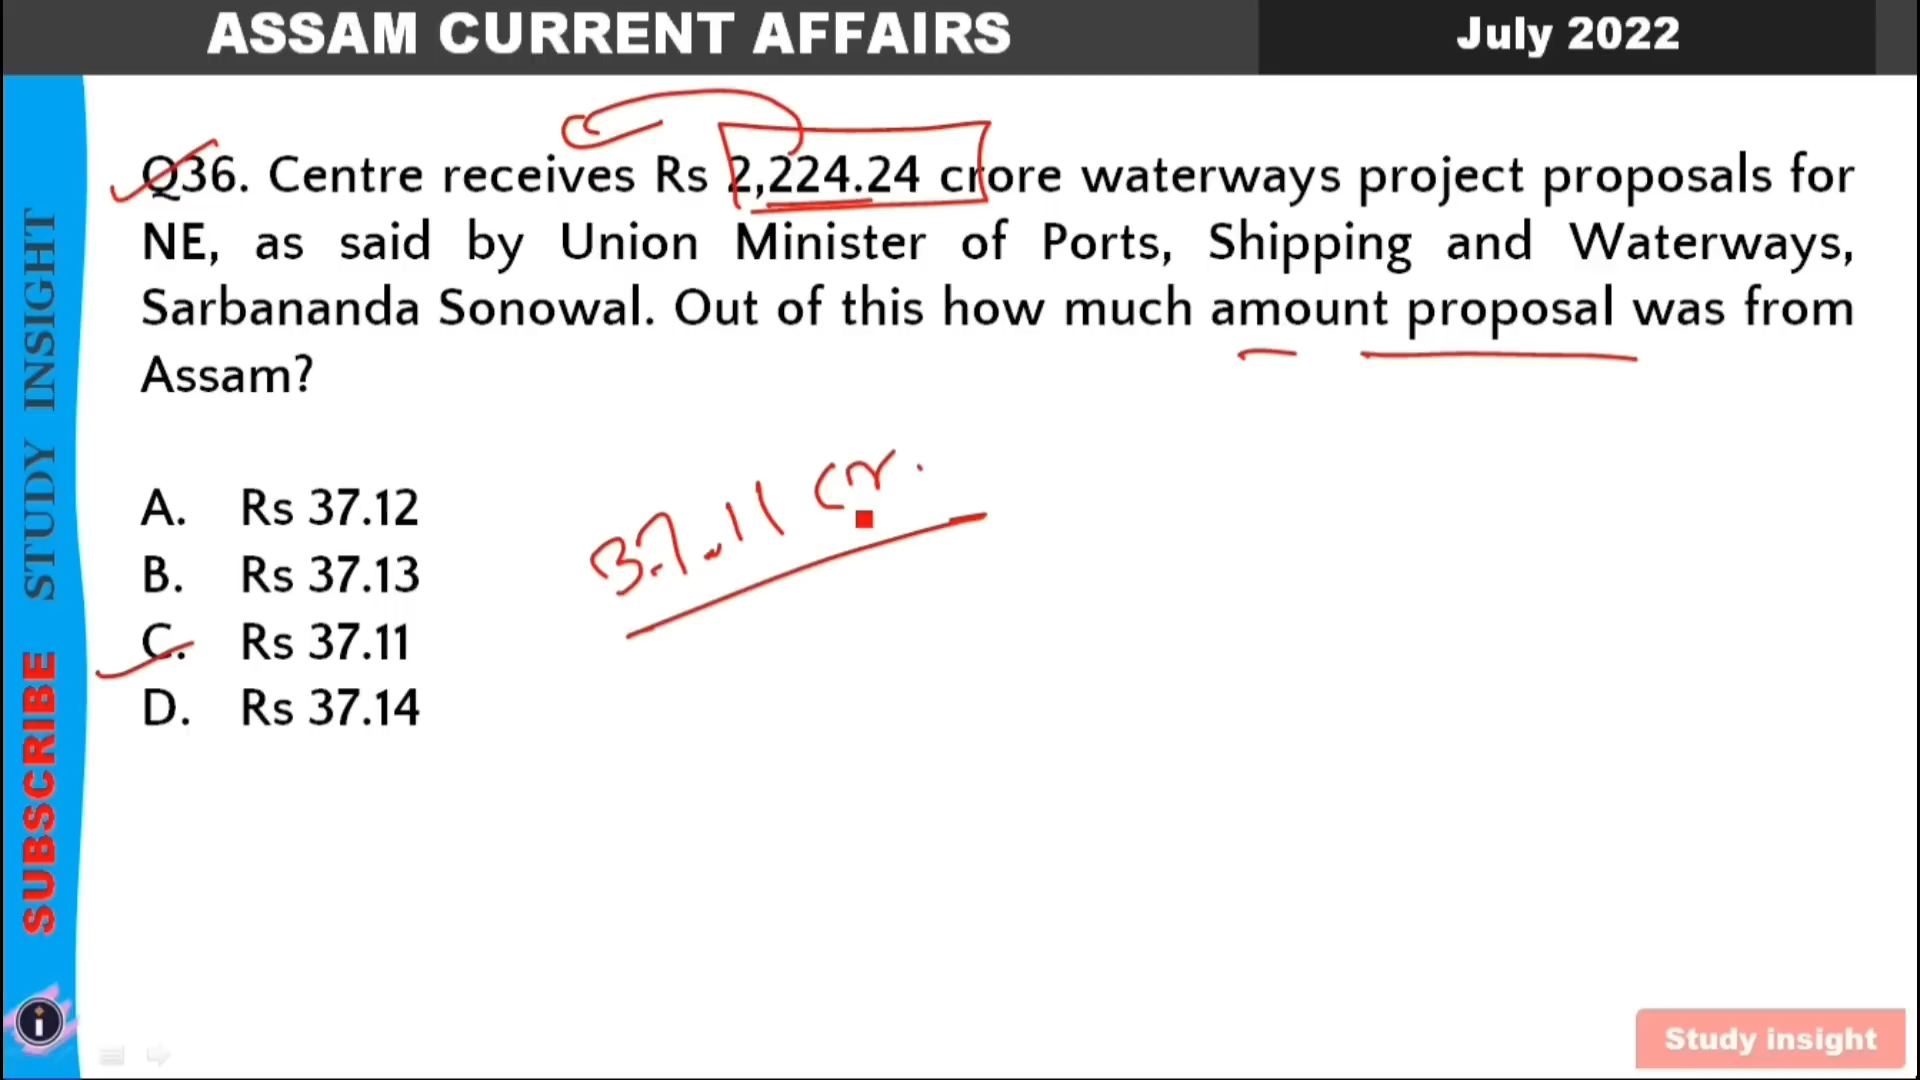 ASSAM CURRENT AFFAIRS
July 2022
Q36. Centre receives Rs 2,224.24 crore waterways project proposals for
NE, as said by Union Minister of Ports, Shipping and Waterways,
Sarbananda Sonowal. Out of this how much amount proposal was from
Assam?
A. Rs 37.12
B. Rs 37.13
C. Rs 37.11
D. Rs 37.14
37.11 Cr.
SUBSCRIBE STUDY INSIGHT
i
Study insight